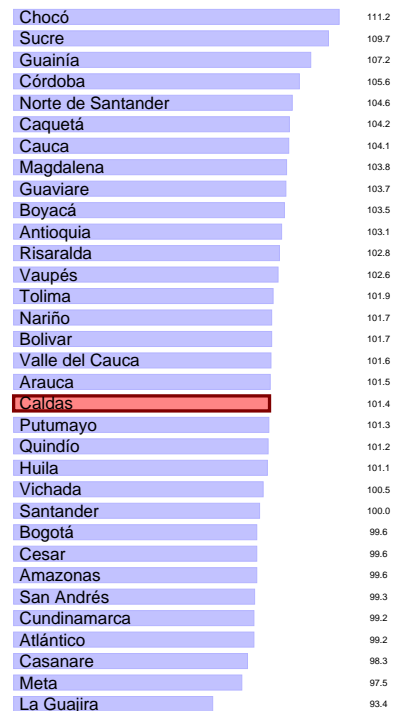 Chocó 111.2
Sucre 109.7
Guainía 107.2
Córdoba 105.6
Norte de Santander 104.6
Caquetá 104.2
Cauca 104.1
Magdalena 103.8
Guaviare 103.7
Boyacá 103.5
Antioquia 103.1
Risaralda 102.8
Vaupés 102.6
Tolima 101.9
Nariño 101.7
Bolivar 101.7
Valle del Cauca 101.6
Arauca 101.5
Caldas 101.4
Putumayo 101.3
Quindío 101.2
Huila 101.1
Vichada 100.5
Santander 100.0
Bogotá 99.6
Cesar 99.6
Amazonas 99.6
San Andrés 99.3
Cundinamarca 99.2
Atlántico 99.2
Casanare 98.3
Meta 97.5
La Guajira 93.4